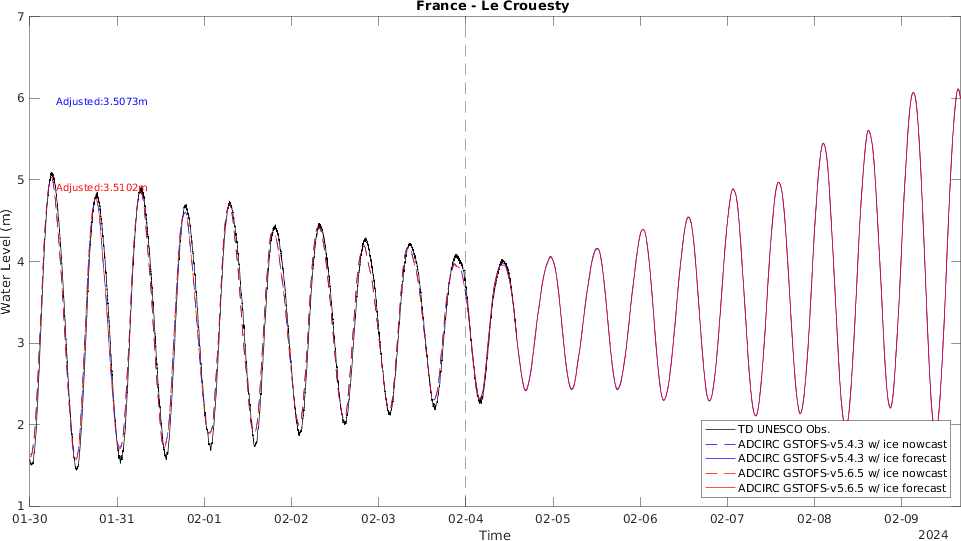 France - Le Crouesty
Water Level (m)
7
6
5
4
3
2
1
Adjusted:3.5073m
Adjusted:3.5102m
TD UNESCO Obs.
ADCIRC GSTOFS-v5.4.3 w/ ice nowcast
ADCIRC GSTOFS-v5.4.3 w/ ice forecast
ADCIRC GSTOFS-v5.6.5 w/ ice nowcast
ADCIRC GSTOFS-v5.6.5 w/ ice forecast
01-30 01-31 02-01 02-02 02-03 02-04 02-05 02-06 02-07 02-08 02-09
Time
2024